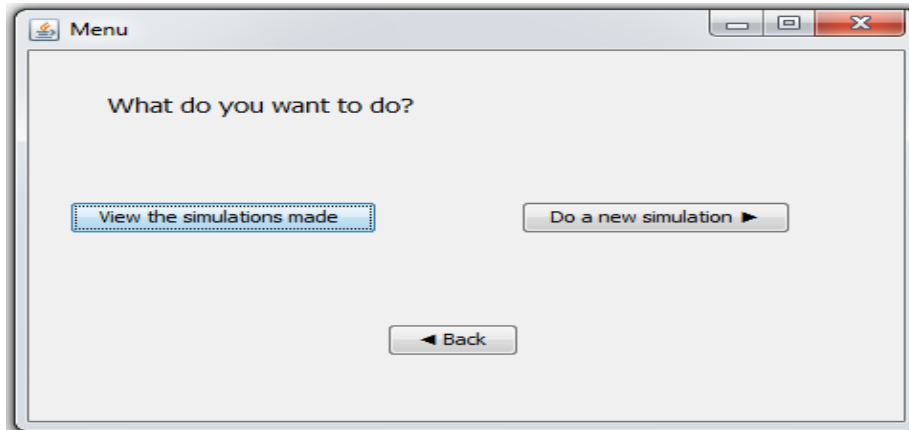 Menu
What do you want to do?
View the simulations made
Do a new simulation ►
◄ Back